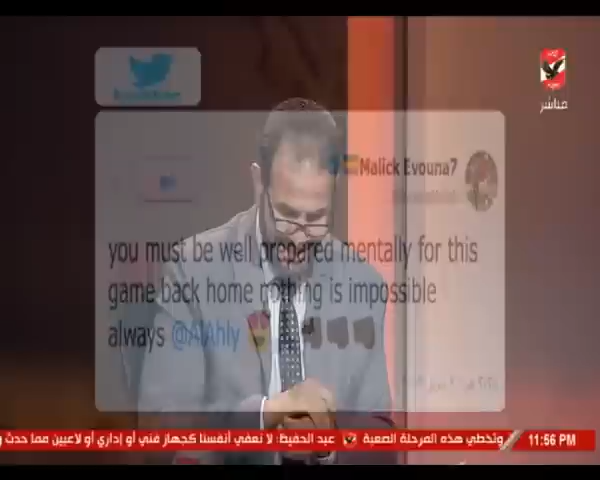 مباشر
Malick Evouna7
you must be well prepared mentally for this
game back home nothing is impossible
always @AlAhly
وتخطي هذه المرحلة الصعبة عبد الحفيظ: لا نعفي أنفسنا كجهاز فني أو إداري أو لاعبين مما حدث و
11:56 PM